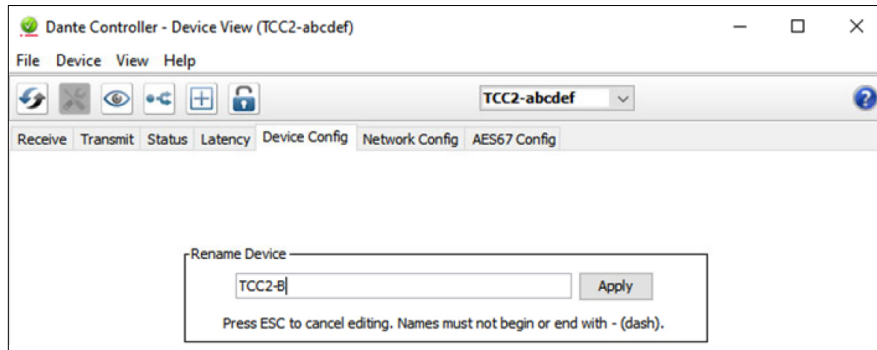 Dante Controller - Device View (TCC2-abcdef)
File Device View Help
TCC2-abcdef
Receive Transmit Status Latency Device Config Network Config AES67 Config
Rename Device
TCC2-B
Apply
Press ESC to cancel editing. Names must not begin or end with - (dash).